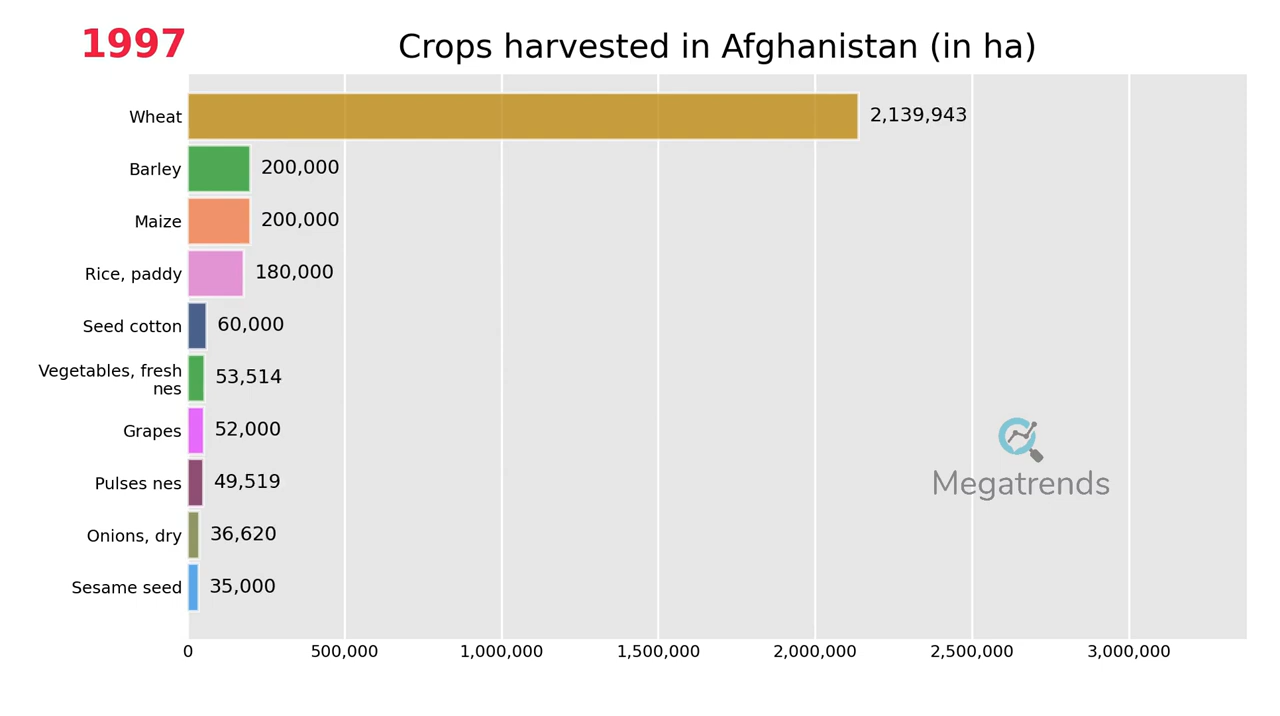 1997
Crops harvested in Afghanistan (in ha)
Wheat
2,139,943
Barley
200,000
Maize
200,000
Rice, paddy
180,000
Seed cotton
60,000
Vegetables, fresh
nes
53,514
Grapes
52,000
Pulses nes
49,519
Onions, dry
36,620
Sesame seed
35,000
Megatrends
0 500,000 1,000,000 1,500,000 2,000,000 2,500,000 3,000,000